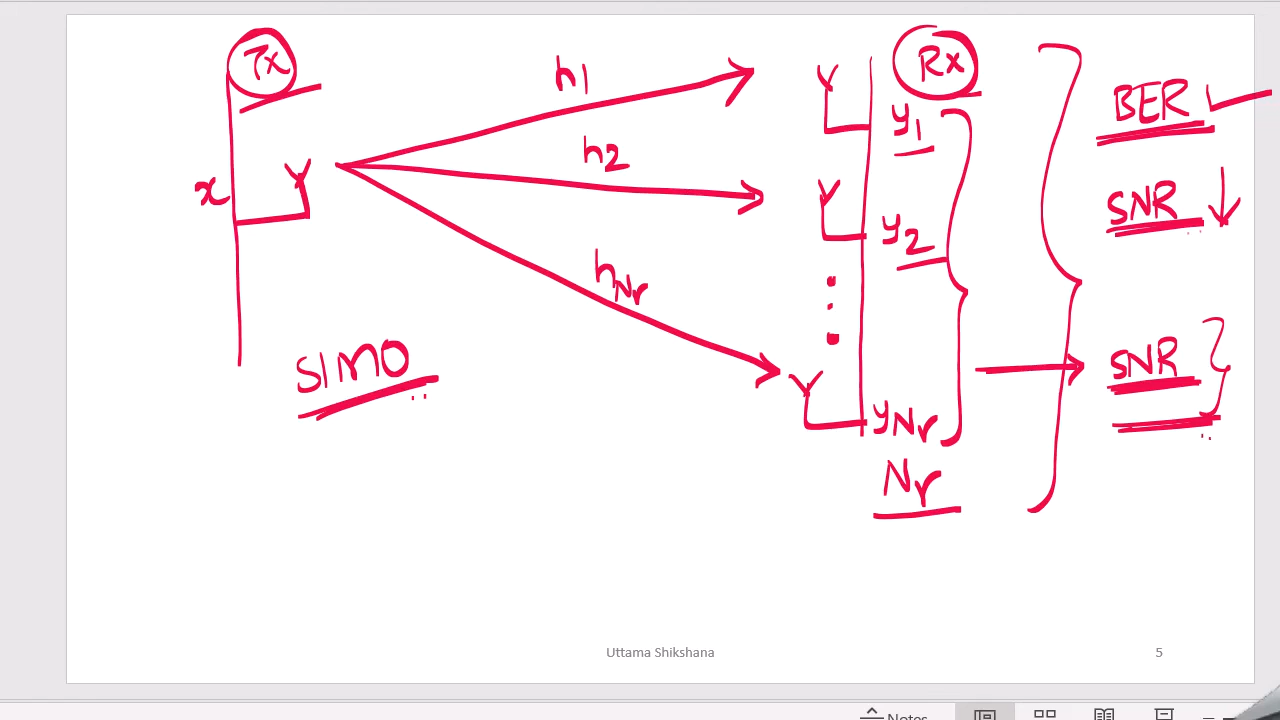 Tx
h1
Rx
BER
y1
h2
x
SNR
y2
hNr
SIMO
SNR
yNr
Nr
Uttama Shikshana
5
Notes